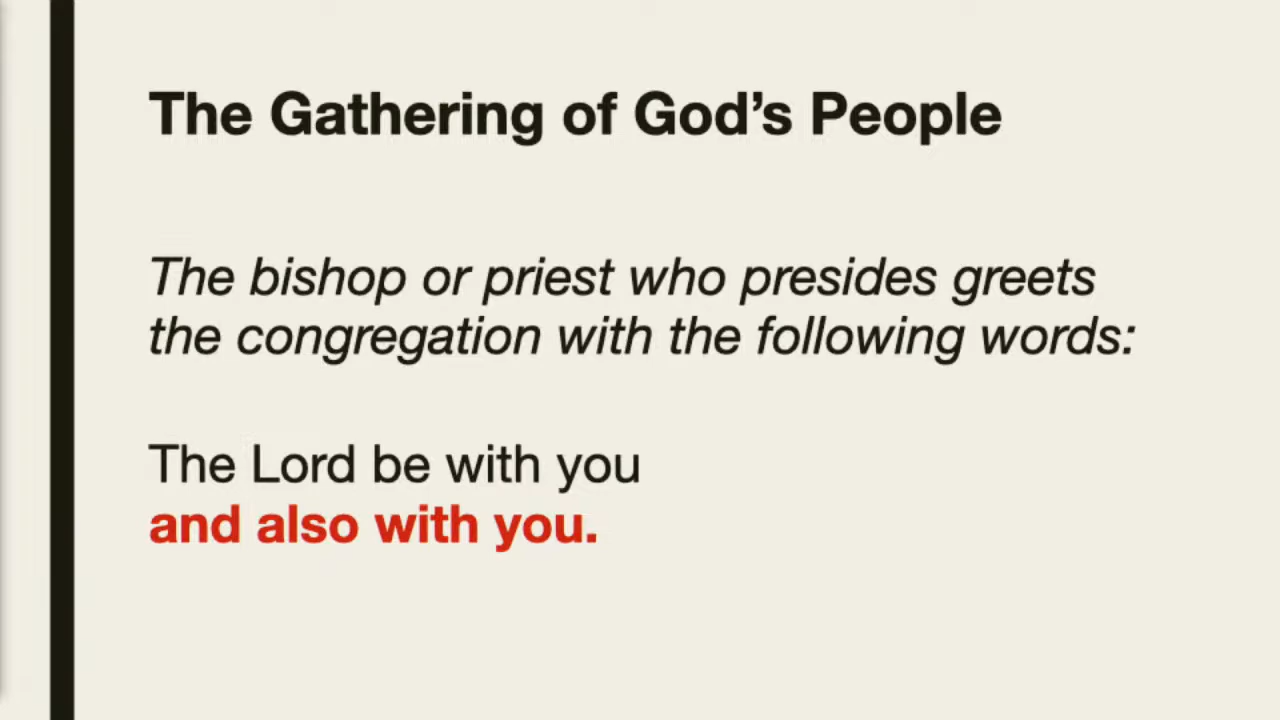 The Gathering of God’s People
The bishop or priest who presides greets
the congregation with the following words:
The Lord be with you
and also with you.